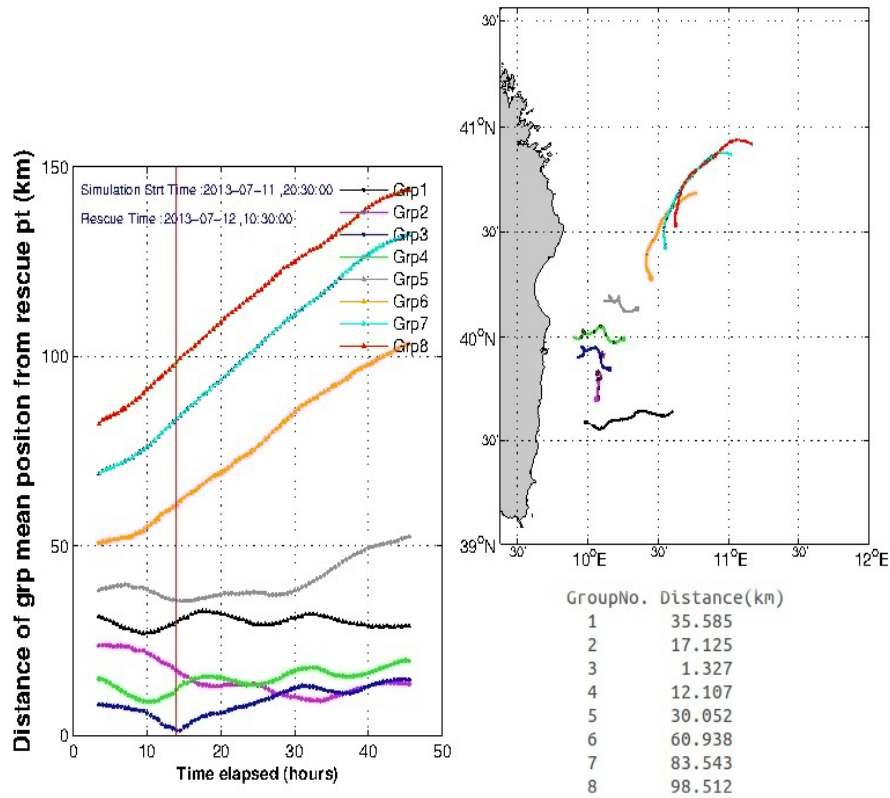 Distance of grp mean positon from rescue pt (km)
150
100
50
0
Simulation Strt Time :2013–07–11 ,20:30:00
Rescue Time :2013–07–12 ,10:30:00
Grp1
Grp2
Grp3
Grp4
Grp5
Grp6
Grp7
Grp8
0 10 20 30 40 50
Time elapsed (hours)
30'
41°N
30'
40°N
30'
39°N
30' 10°E 30' 11°E 30' 12°E
GroupNo. Distance(km)
1 35.585
2 17.125
3 1.327
4 12.107
5 30.052
6 60.938
7 83.543
8 98.512